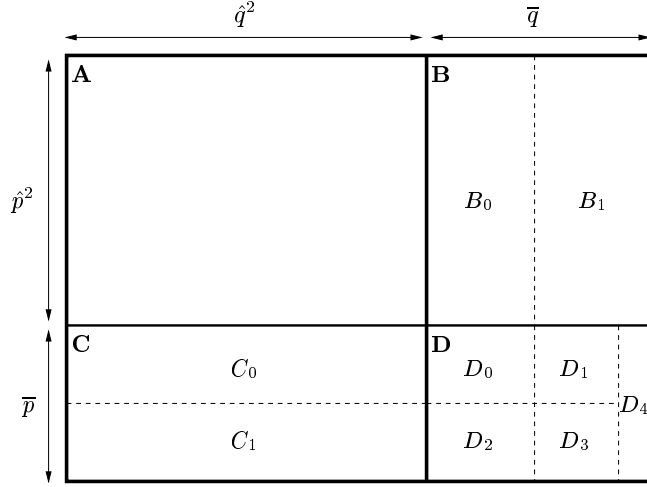 q̂² q̄
A B
p̂² B₀ B₁
C D
C₀ D₀ D₁
p̄ D₄
C₁ D₂ D₃